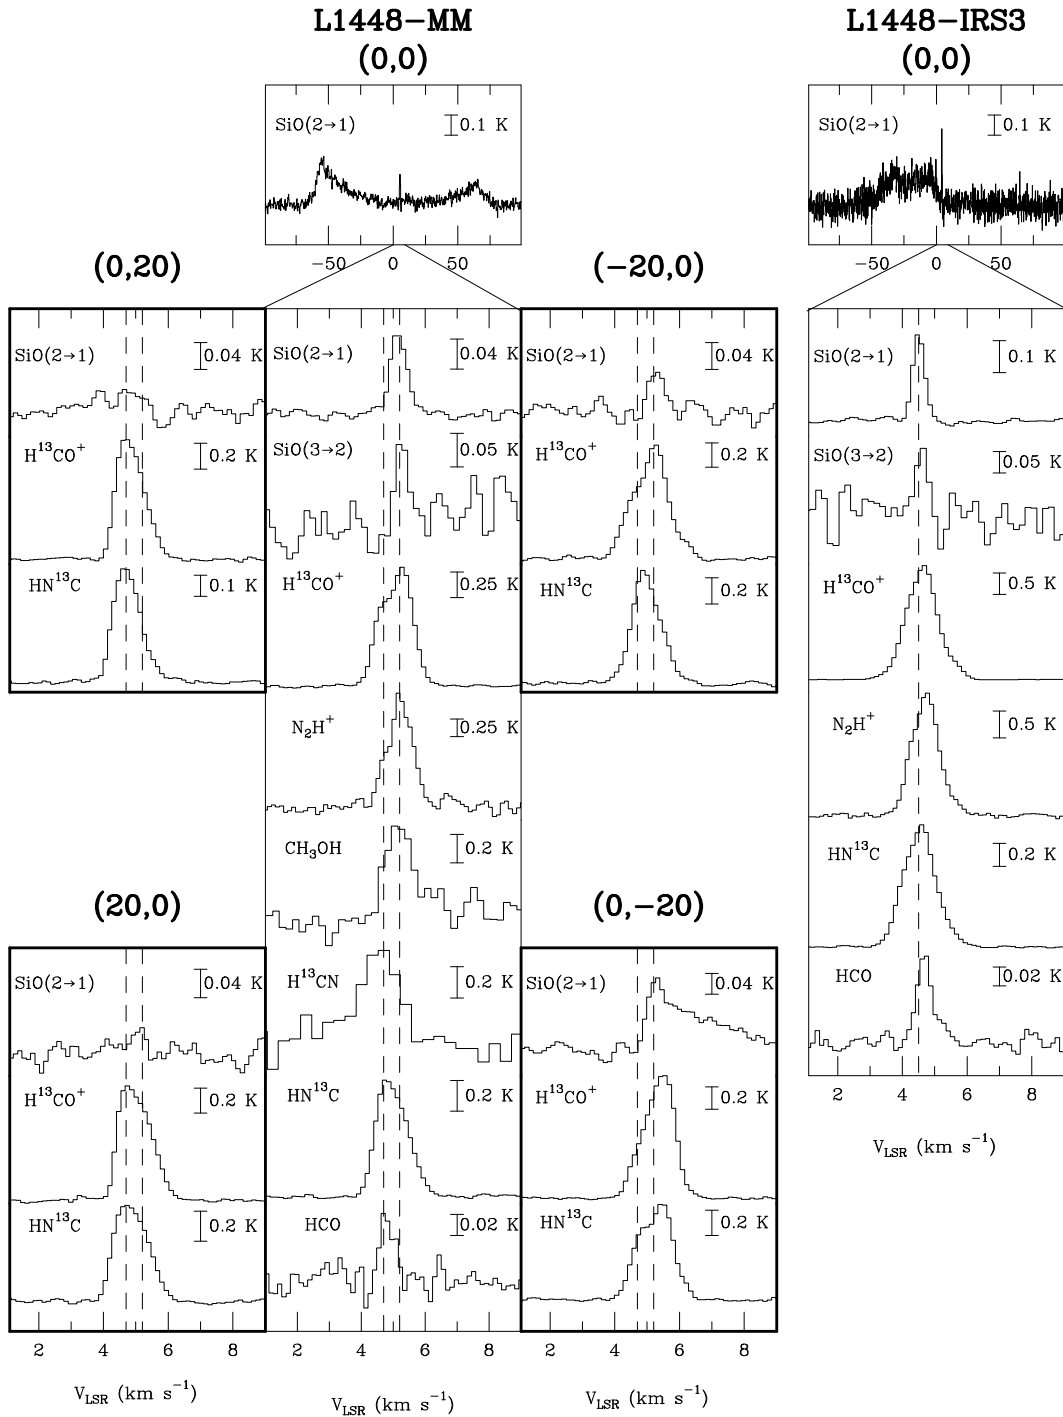 L1448−MM
(0,0)
L1448−IRS3
(0,0)
SiO(2→1)
0.1 K
−50 0 50
SiO(2→1)
0.1 K
−50 0 50
(0,20)
SiO(2→1)
0.04 K
H¹³CO⁺
0.2 K
HN¹³C
0.1 K
SiO(2→1)
0.04 K
SiO(3→2)
0.05 K
H¹³CO⁺
0.25 K
N₂H⁺
0.25 K
CH₃OH
0.2 K
H¹³CN
0.2 K
HN¹³C
0.2 K
HCO
0.02 K
2 4 6 8
V_LSR (km s⁻¹)
(−20,0)
SiO(2→1)
0.04 K
H¹³CO⁺
0.2 K
HN¹³C
0.2 K
SiO(2→1)
0.1 K
SiO(3→2)
0.05 K
H¹³CO⁺
0.5 K
N₂H⁺
0.5 K
HN¹³C
0.2 K
HCO
0.02 K
2 4 6 8
V_LSR (km s⁻¹)
(20,0)
SiO(2→1)
0.04 K
H¹³CO⁺
0.2 K
HN¹³C
0.2 K
2 4 6 8
V_LSR (km s⁻¹)
(0,−20)
SiO(2→1)
0.04 K
H¹³CO⁺
0.2 K
HN¹³C
0.2 K
2 4 6 8
V_LSR (km s⁻¹)